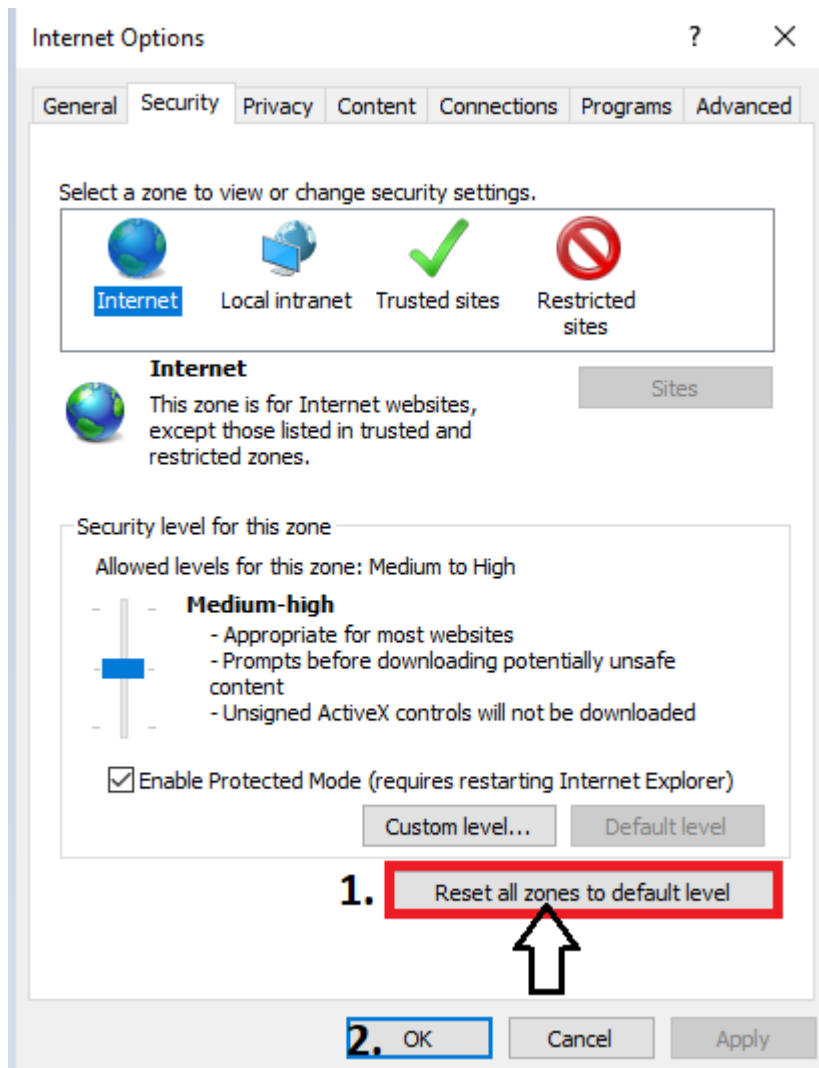 Internet Options ?
General Security Privacy Content Connections Programs Advanced
Select a zone to view or change security settings.
Internet Local intranet Trusted sites Restricted
sites
Internet
Sites
This zone is for Internet websites,
except those listed in trusted and
restricted zones.
Security level for this zone
Allowed levels for this zone: Medium to High
Medium-high
- Appropriate for most websites
- Prompts before downloading potentially unsafe
content
- Unsigned ActiveX controls will not be downloaded
Enable Protected Mode (requires restarting Internet Explorer)
Custom level... Default level
1. Reset all zones to default level
2. OK Cancel Apply